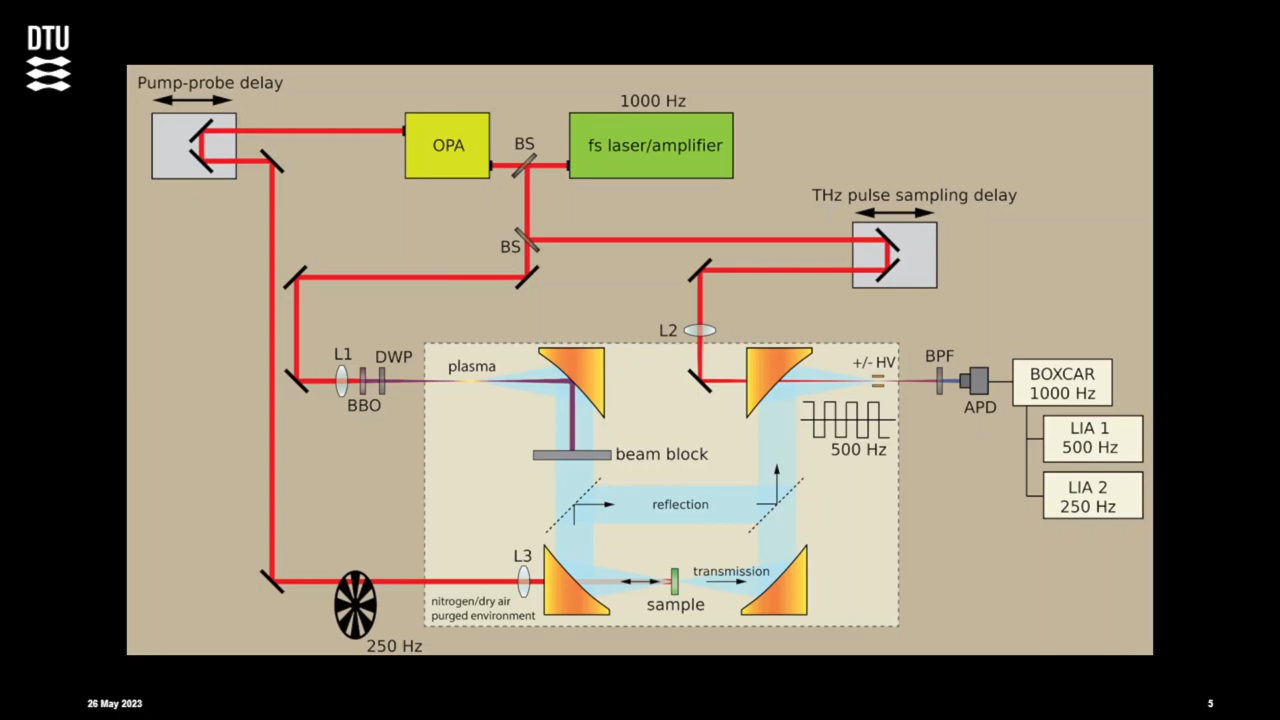 DTU
Pump-probe delay
1000 Hz
OPA
BS
fs laser/amplifier
THz pulse sampling delay
BS
L2
L1
DWP
BBO
plasma
+/- HV
BPF
APD
BOXCAR
1000 Hz
LIA 1
500 Hz
LIA 2
250 Hz
500 Hz
beam block
reflection
L3
transmission
sample
nitrogen/dry air
purged environment
250 Hz
26 May 2023
5